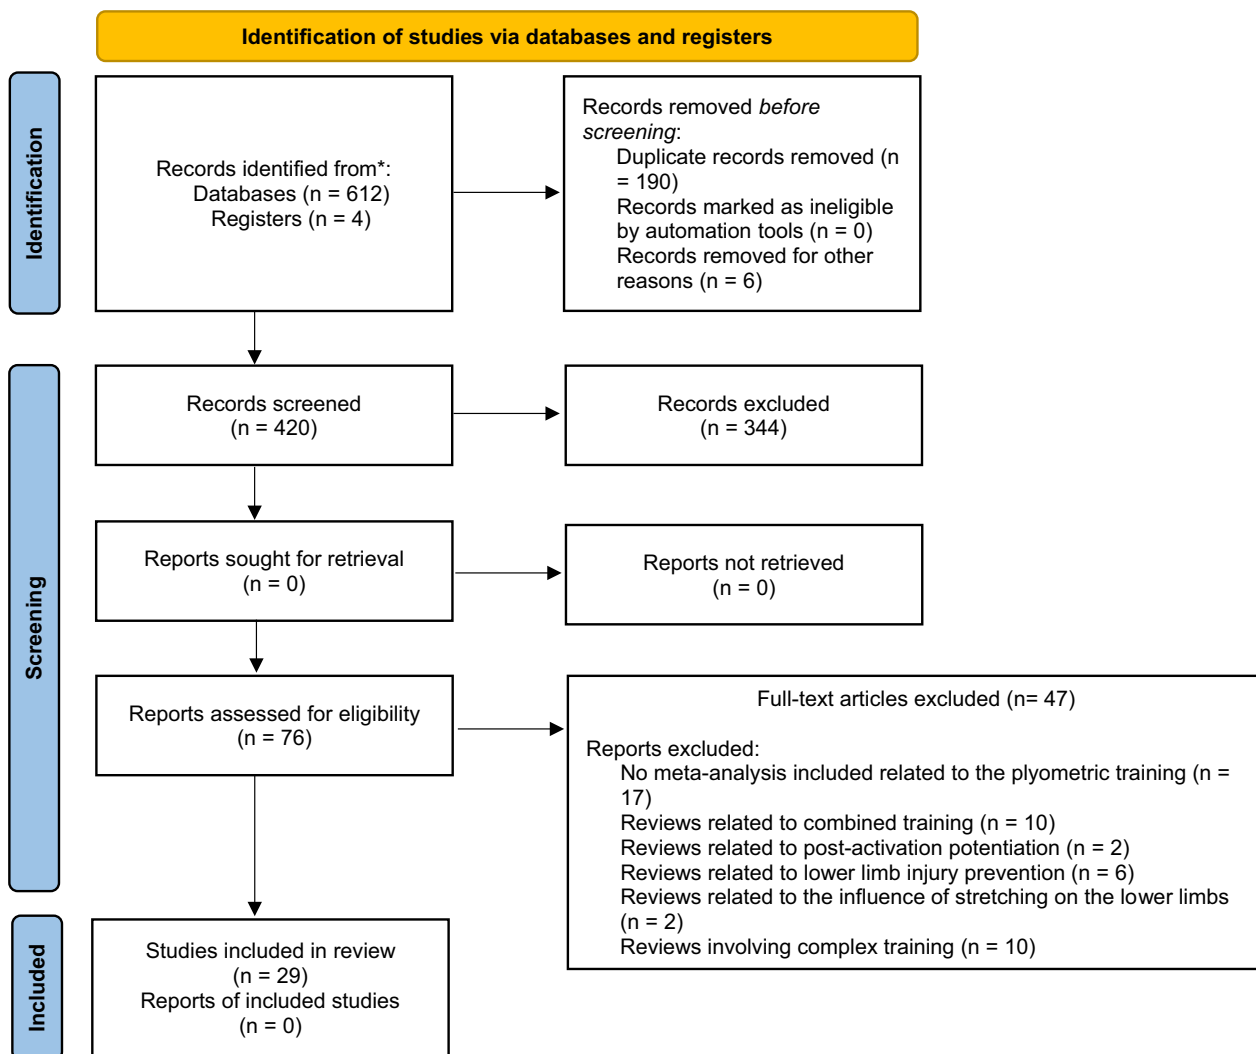 Identification of studies via databases and registers
Identification
Records identified from*:
Databases (n = 612)
Registers (n = 4)
Records removed before
screening:
Duplicate records removed (n
= 190)
Records marked as ineligible
by automation tools (n = 0)
Records removed for other
reasons (n = 6)
Screening
Records screened
(n = 420)
Records excluded
(n = 344)
Reports sought for retrieval
(n = 0)
Reports not retrieved
(n = 0)
Reports assessed for eligibility
(n = 76)
Full-text articles excluded (n= 47)
Reports excluded:
No meta-analysis included related to the plyometric training (n =
17)
Reviews related to combined training (n = 10)
Reviews related to post-activation potentiation (n = 2)
Reviews related to lower limb injury prevention (n = 6)
Reviews related to the influence of stretching on the lower limbs
(n = 2)
Reviews involving complex training (n = 10)
Included
Studies included in review
(n = 29)
Reports of included studies
(n = 0)